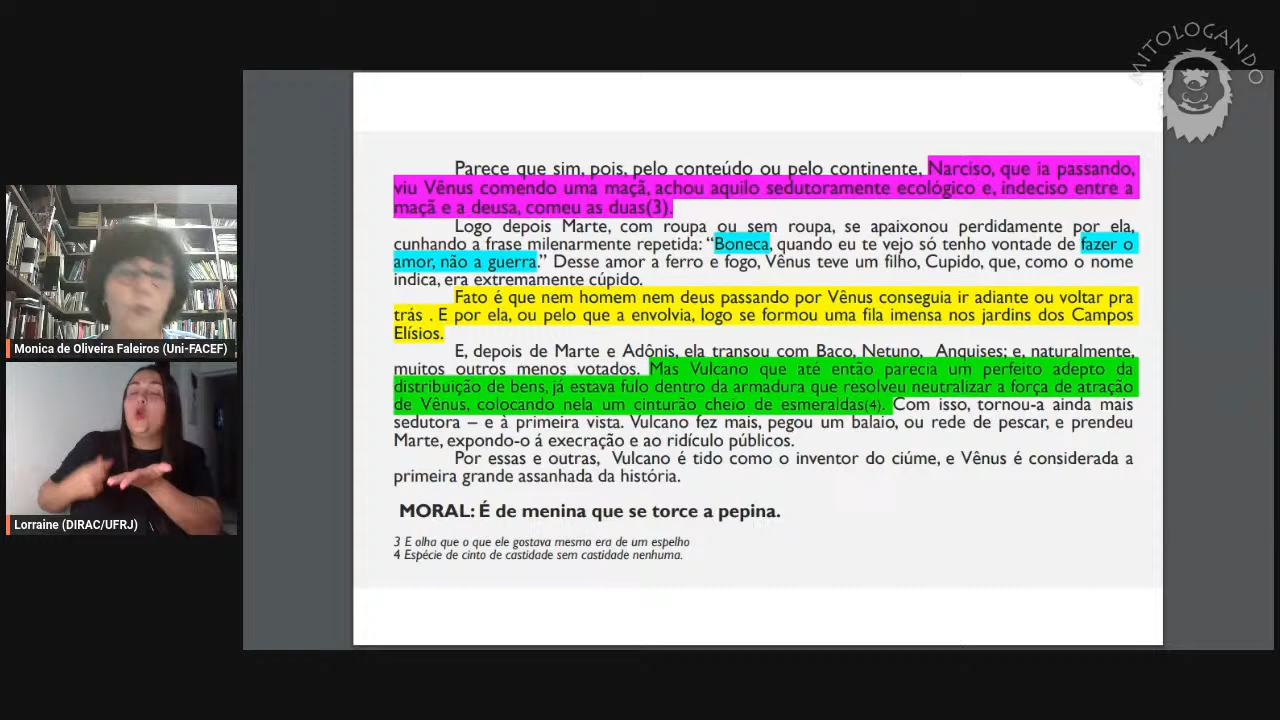 MITOLOGANDO
Parece que sim, pois, pelo conteúdo ou pelo continente, Narciso, que ia passando,
viu Vênus comendo uma maçã, achou aquilo sedutoramente ecológico e, indeciso entre a
maçã e a deusa, comeu as duas(3).
Logo depois Marte, com roupa ou sem roupa, se apaixonou perdidamente por ela,
cunhando a frase milenarmente repetida: “Boneca, quando eu te vejo só tenho vontade de fazer o
amor, não a guerra.” Desse amor a ferro e fogo, Vênus teve um filho, Cupido, que, como o nome
indica, era extremamente cúpido.
Fato é que nem homem nem deus passando por Vênus conseguia ir adiante ou voltar pra
trás . E por ela, ou pelo que a envolvia, logo se formou uma fila imensa nos jardins dos Campos
Elísios.
E, depois de Marte e Adônis, ela transou com Baco, Netuno, Anquises; e, naturalmente,
muitos outros menos votados. Mas Vulcano que até então parecia um perfeito adepto da
distribuição de bens, já estava fulo dentro da armadura que resolveu neutralizar a força de atração
de Vênus, colocando nela um cinturão cheio de esmeraldas(4). Com isso, tornou-a ainda mais
sedutora – e à primeira vista. Vulcano fez mais, pegou um balaio, ou rede de pescar, e prendeu
Marte, expondo-o á execração e ao ridículo públicos.
Por essas e outras, Vulcano é tido como o inventor do ciúme, e Vênus é considerada a
primeira grande assanhada da história.
MORAL: É de menina que se torce a pepina.
3 E olha que o que ele gostava mesmo era de um espelho
4 Espécie de cinto de castidade sem castidade nenhuma.
Monica de Oliveira Faleiros (Uni-FACEF)
Lorraine (DIRAC/UFRJ)